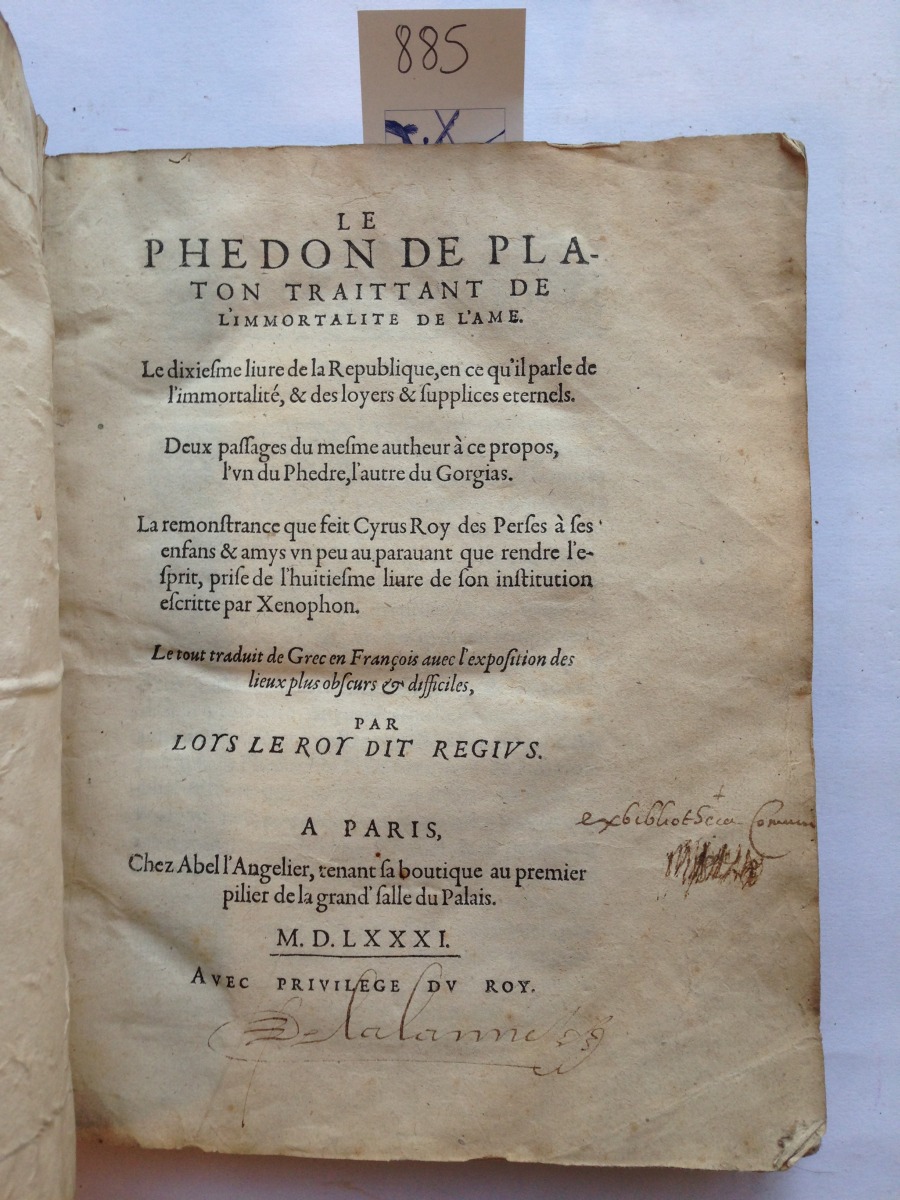 885
LE
PHEDON DE PLA-
TON TRAITTANT DE
L'IMMORTALITE DE L'AME.
Le dixieſme liure de la Republique, en ce qu'il parle de
l'immortalité, & des loyers & ſupplices eternels.
Deux paſſages du meſme autheur à ce propos,
l'vn du Phedre, l'autre du Gorgias.
La remonſtrance que feit Cyrus Roy des Perſes à ſes
enfans & amys vn peu au parauant que rendre l'e-
ſprit, priſe de l'huitieſme liure de ſon inſtitution
eſcritte par Xenophon.
Le tout traduit de Grec en François auec l'expoſition des
lieux plus obſcurs & difficiles,
PAR
LOYS LE ROY DIT REGIVS.
exbibliotheca
A PARIS,
Chez Abel l'Angelier, tenant ſa boutique au premier
pilier de la grand' ſalle du Palais.
M. D. LXXXI.
AVEC PRIVILEGE DV ROY.
Delalanne